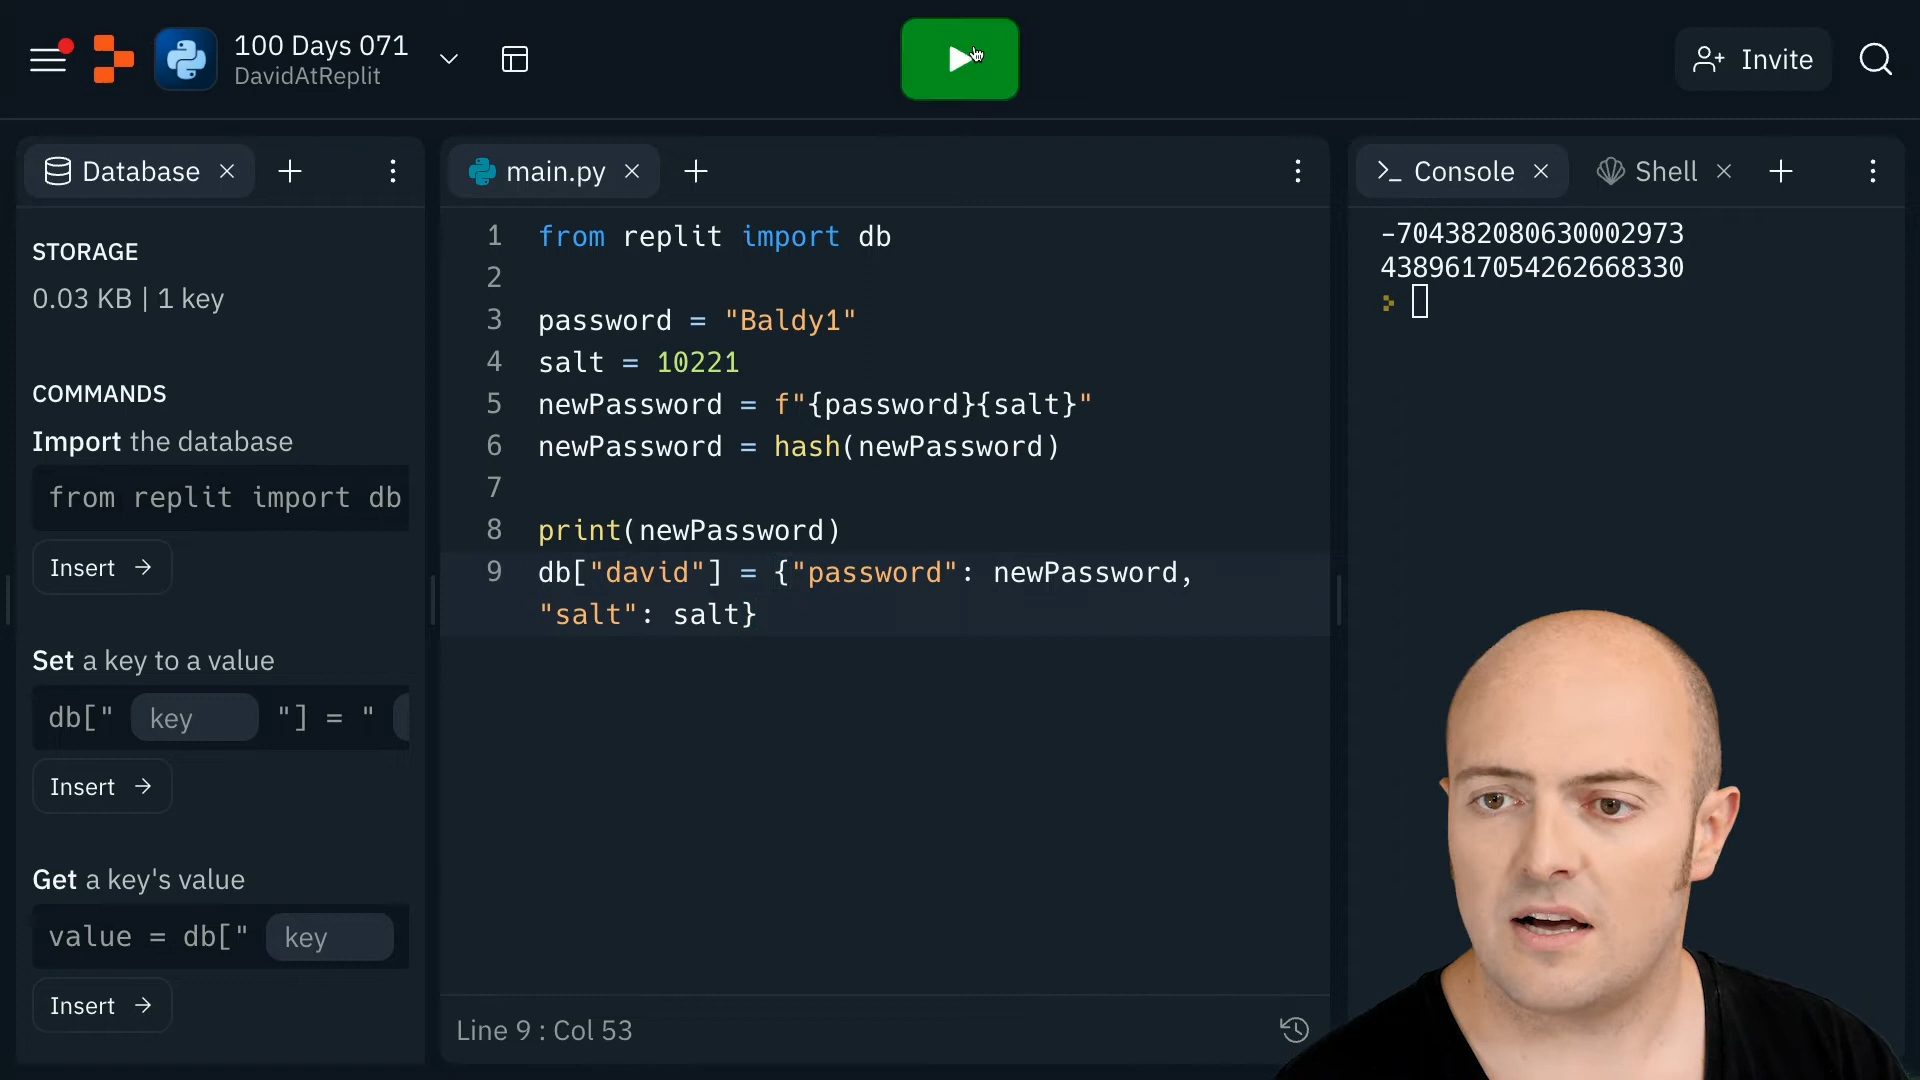 100 Days 071
DavidAtReplit
Invite
Database
STORAGE
0.03 KB | 1 key
COMMANDS
Import the database
from replit import db
Insert →
Set a key to a value
db[" key "] = "
Insert →
Get a key's value
value = db[" key
Insert →
main.py
1 from replit import db
2
3 password = "Baldy1"
4 salt = 10221
5 newPassword = f"{password}{salt}"
6 newPassword = hash(newPassword)
7
8 print(newPassword)
9 db["david"] = {"password": newPassword,
"salt": salt}
Line 9 : Col 53
>_ Console
Shell
-704382080630002973
4389617054262668330